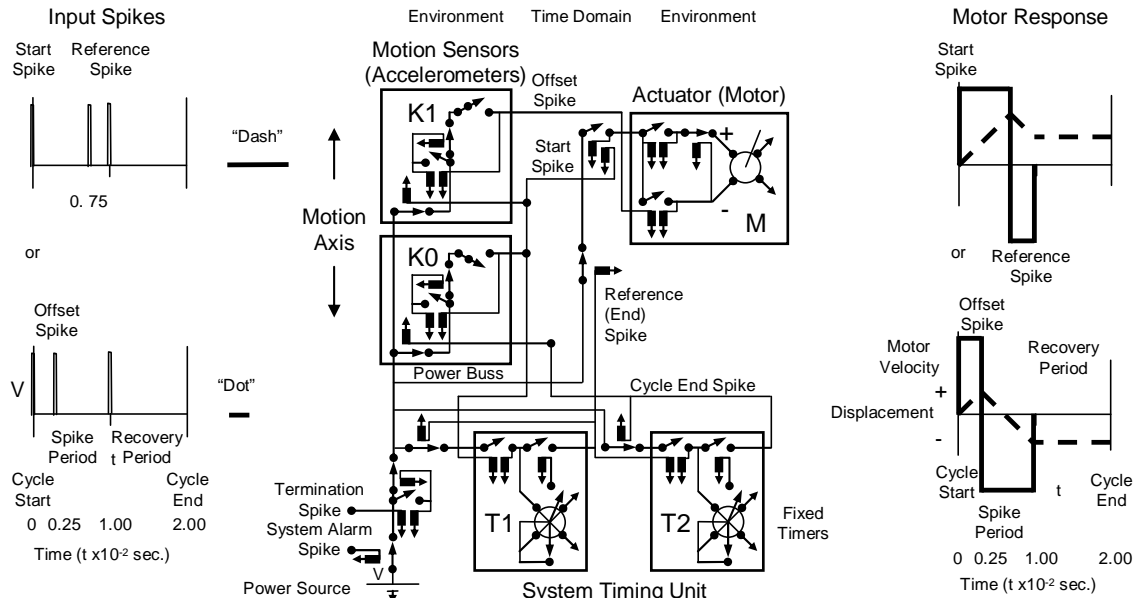 Input Spikes
Environment
Time Domain
Environment
Motor Response
Start
Spike
Reference
Spike
"Dash"
0. 75
or
Offset
Spike
V
"Dot"
Spike
Period
t
Recovery
Period
Cycle
Start
Cycle
End
0 0.25 1.00 2.00
Time (t x10-2 sec.)
Motion Sensors
(Accelerometers)
K1
Motion
Axis
K0
Offset
Spike
Start
Spike
Actuator (Motor)
+
-
M
Reference
(End)
Spike
Power Buss
Cycle End Spike
Termination
Spike
System Alarm
Spike
V
Power Source
T1
T2
Fixed
Timers
System Timing Unit
Start
Spike
or
Reference
Spike
Offset
Spike
Motor
Velocity
Recovery
Period
+
Displacement
-
Cycle
Start
t
Cycle
End
Spike
Period
0 0.25 1.00 2.00
Time (t x10-2 sec.)